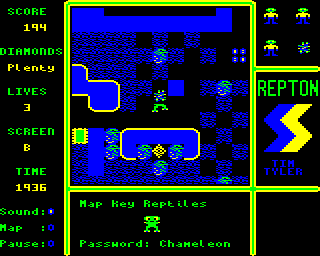 SCORE
194
DIAMONDS
Plenty
LIVES
3
SCREEN
B
TIME
1936
Sound:
Map :
Pause:
REPTON
TIM
TYLER
Map Key Reptiles
Password: Chameleon